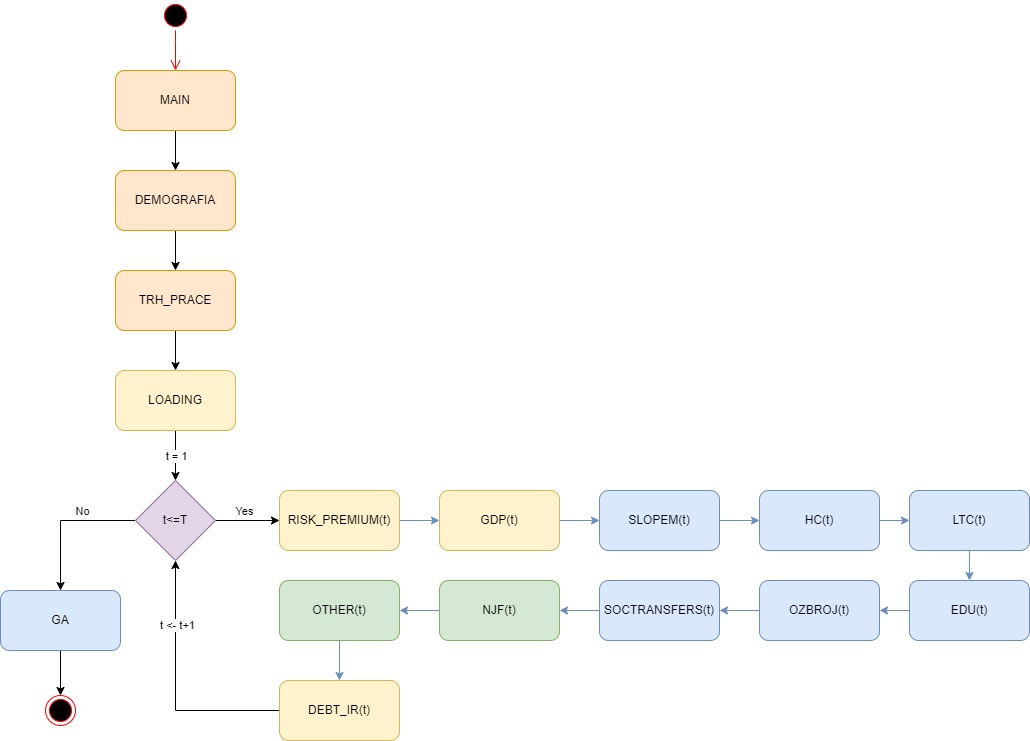 MAIN
DEMOGRAFIA
TRH_PRACE
LOADING
t = 1
t<=T
No
Yes
RISK_PREMIUM(t)
GDP(t)
SLOPEM(t)
HC(t)
LTC(t)
EDU(t)
OZBROJ(t)
SOCTRANSFERS(t)
NJF(t)
OTHER(t)
DEBT_IR(t)
t <- t+1
GA